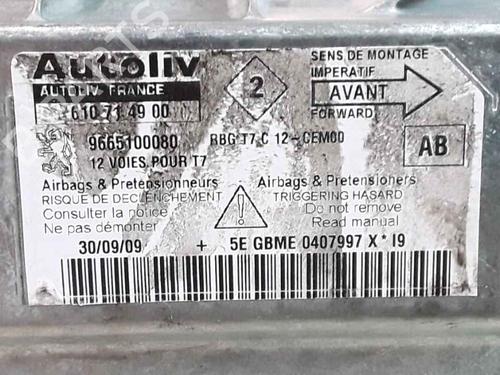 Autoliv
AUTOLIV FRANCE
610 71 49 00
2
SENS DE MONTAGE
IMPERATIF
AVANT
FORWARD
9665100080
12 VOIES POUR T7
RBG T7 C 12-CEM00
AB
Airbags & Pretensionneurs
RISQUE DE DECLENCHEMENT
Consulter la notice
Ne pas démonter
Airbags & Pretensioners
TRIGGERING HASARD
Do not remove
Read manual
30/09/09 + 5E GBME 0407997 X * I9